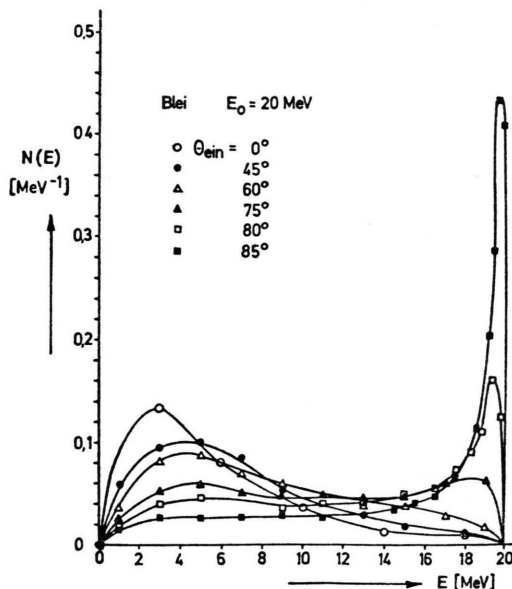 0,5
0,4
N(E)
[MeV⁻¹]
0,3
0,2
0,1
0
Blei E₀ = 20 MeV
○ θein = 0°
● 45°
△ 60°
▲ 75°
□ 80°
■ 85°
0 2 4 6 8 10 12 14 16 18 20
E [MeV]